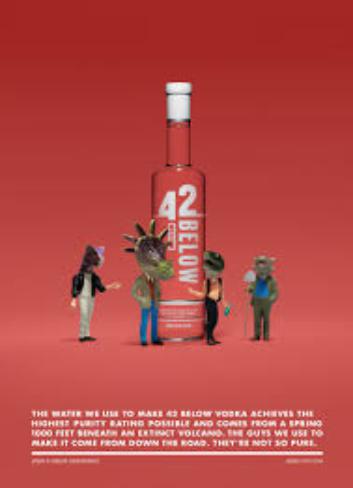 42
BELOW
THE WATER WE USE TO MAKE 42 BELOW VODKA ACHIEVES THE
HIGHEST PURITY RATING POSSIBLE AND COMES FROM A SPRING
1000 FEET BENEATH AN EXTINCT VOLCANO. THE GUYS WE USE TO
MAKE IT COME FROM DOWN THE ROAD. THEY'RE NOT SO PURE.